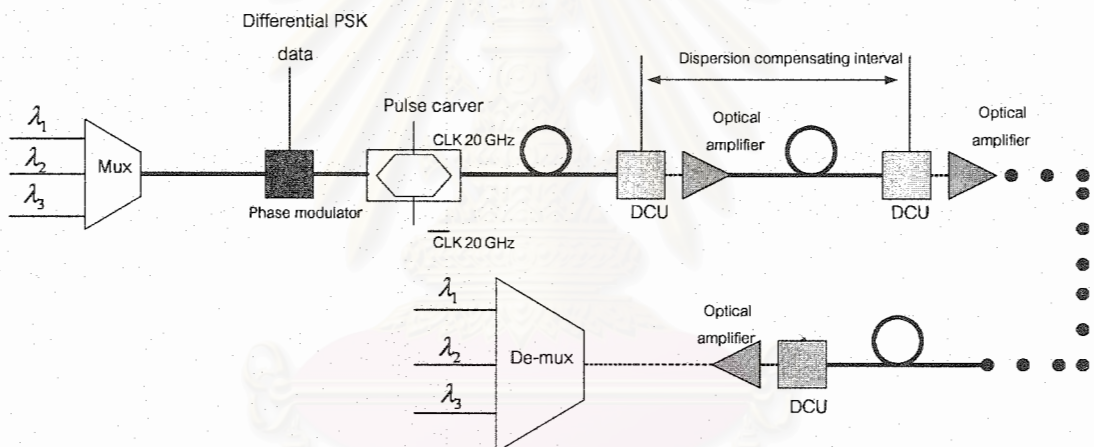 Differential PSK
data
Dispersion compensating interval
Pulse carver
CLK 20 GHz
Optical
amplifier
Optical
amplifier
λ1
λ2
λ3
Mux
Phase modulator
C̅LK 20 GHz
DCU
DCU
λ1
λ2
λ3
De-mux
Optical
amplifier
DCU